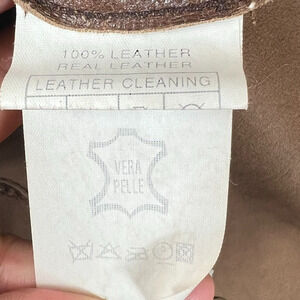 100% LEATHER
REAL LEATHER
LEATHER CLEANING
VERA
PELLE